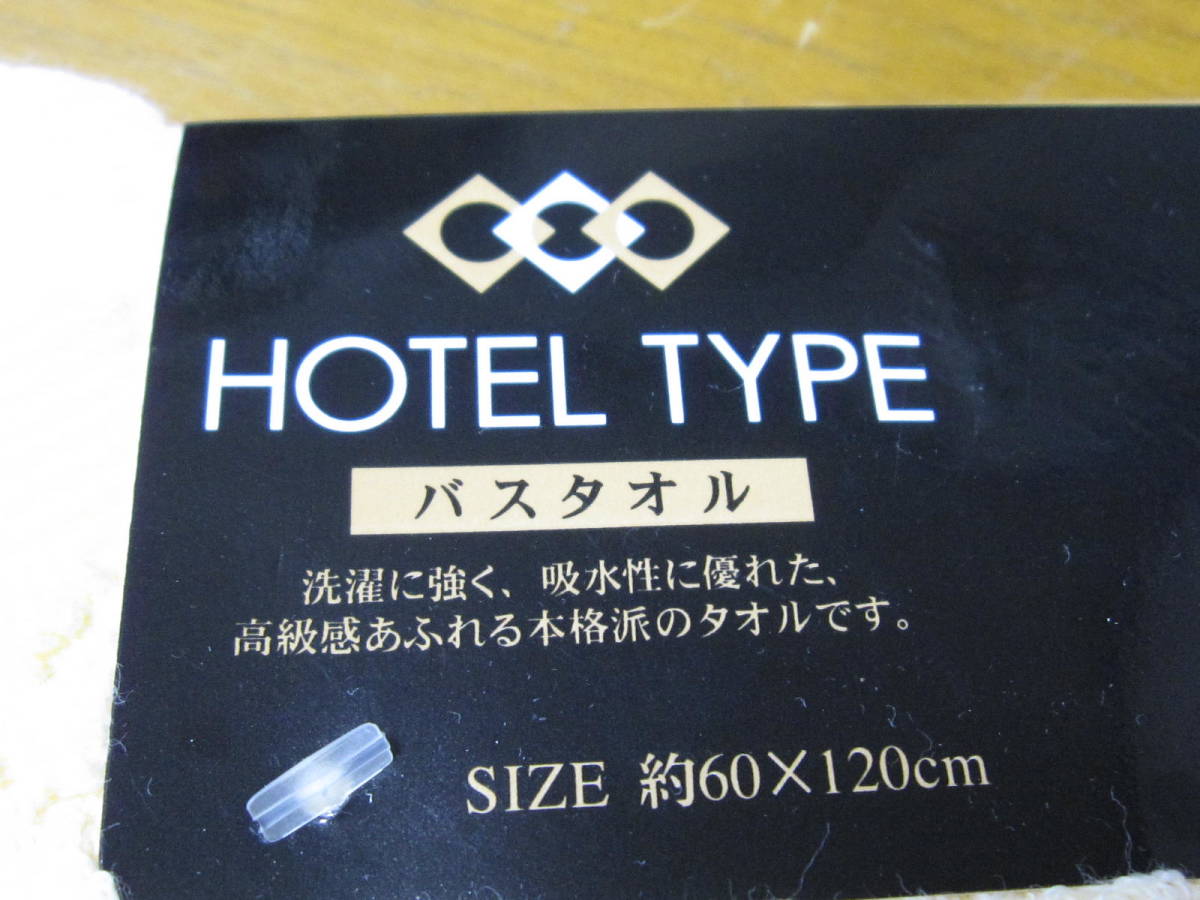 HOTEL TYPE
バスタオル
洗濯に強く、吸水性に優れた、
高級感あふれる本格派のタオルです。
SIZE 約60×120cm